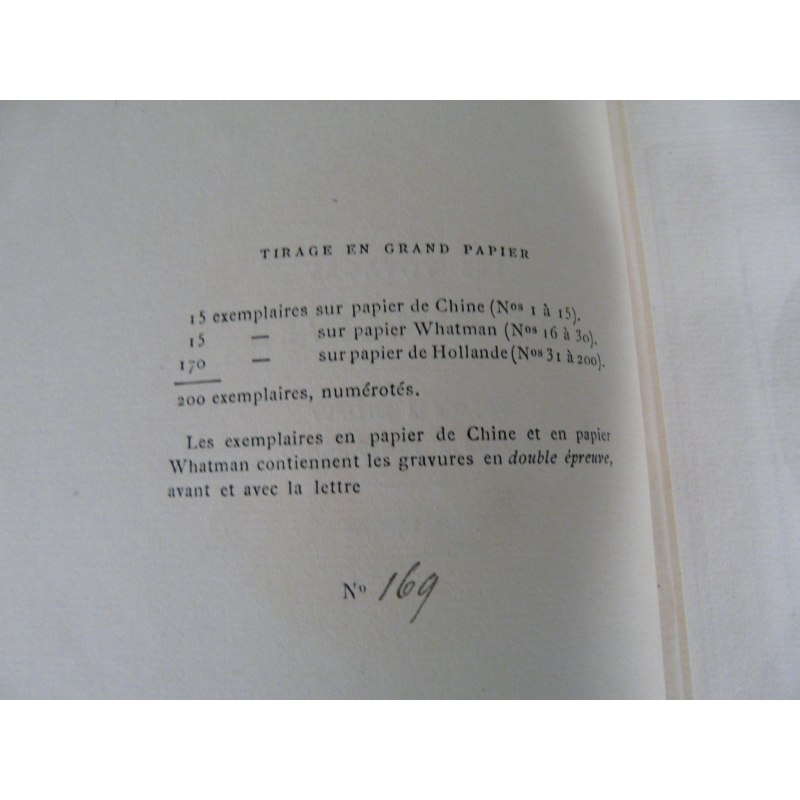 TIRAGE EN GRAND PAPIER
15 exemplaires sur papier de Chine (Nos 1 à 15).
15 — sur papier Whatman (Nos 16 à 30).
170 — sur papier de Hollande (Nos 31 à 200).
200 exemplaires, numérotés.
Les exemplaires en papier de Chine et en papier
Whatman contiennent les gravures en double épreuve,
avant et avec la lettre
No 169